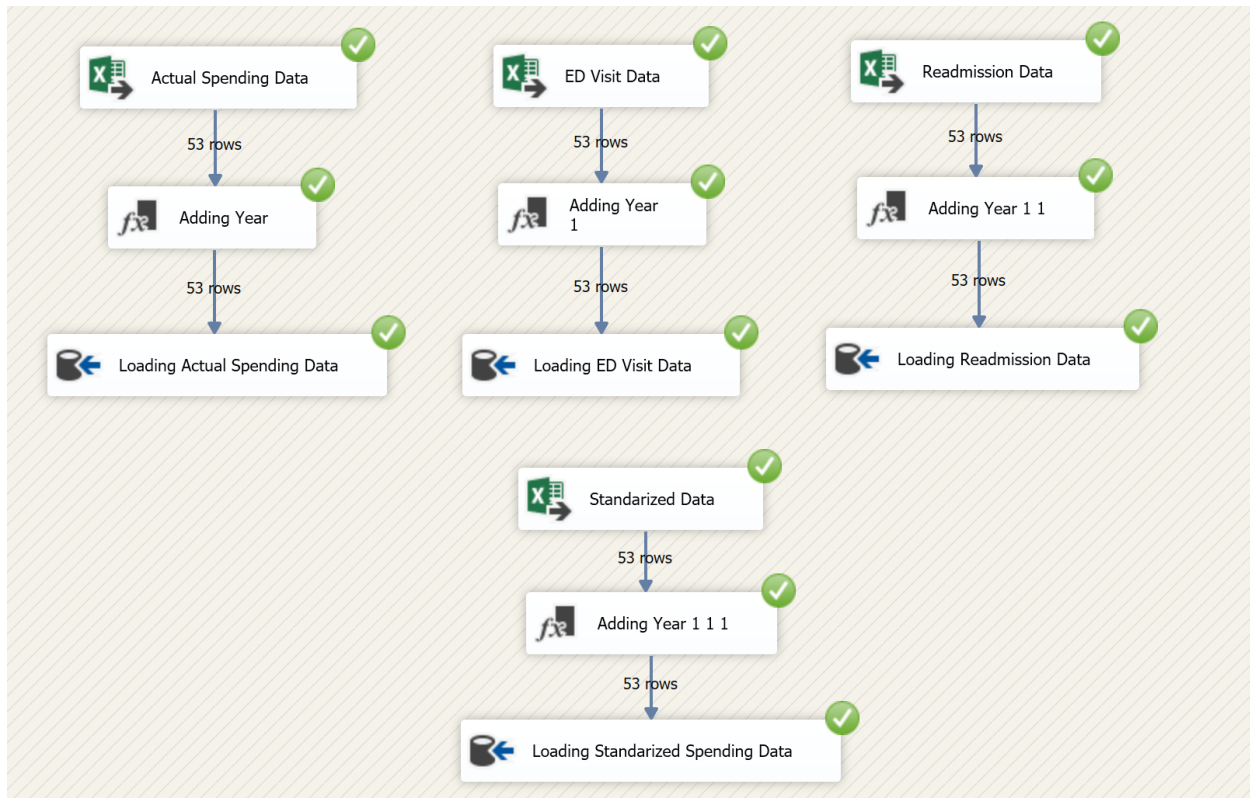 Actual Spending Data
53 rows
Adding Year
53 rows
Loading Actual Spending Data
ED Visit Data
53 rows
Adding Year
1
53 rows
Loading ED Visit Data
Readmission Data
53 rows
Adding Year 1 1
53 rows
Loading Readmission Data
Standarized Data
53 rows
Adding Year 1 1 1
53 rows
Loading Standarized Spending Data